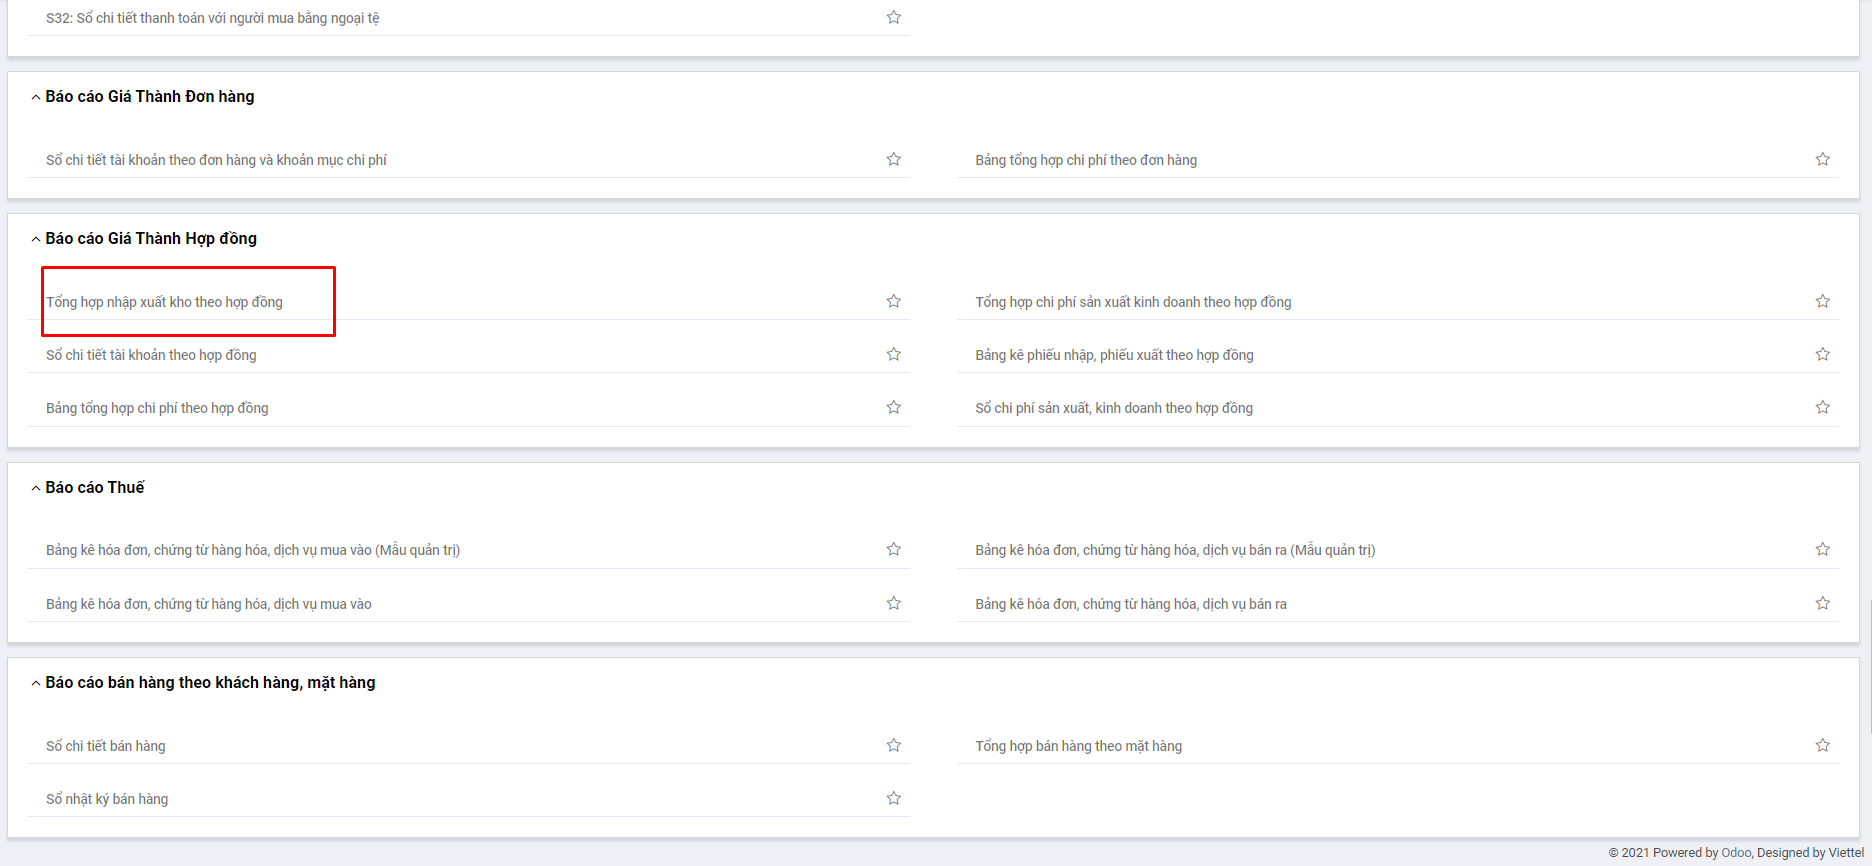 S32: Sổ chi tiết thanh toán với người mua bằng ngoại tệ
Báo cáo Giá Thành Đơn hàng
Sổ chi tiết tài khoản theo đơn hàng và khoản mục chi phí
Bảng tổng hợp chi phí theo đơn hàng
Báo cáo Giá Thành Hợp đồng
Tổng hợp nhập xuất kho theo hợp đồng
Tổng hợp chi phí sản xuất kinh doanh theo hợp đồng
Sổ chi tiết tài khoản theo hợp đồng
Bảng kê phiếu nhập, phiếu xuất theo hợp đồng
Bảng tổng hợp chi phí theo hợp đồng
Sổ chi phí sản xuất, kinh doanh theo hợp đồng
Báo cáo Thuế
Bảng kê hóa đơn, chứng từ hàng hóa, dịch vụ mua vào (Mẫu quản trị)
Bảng kê hóa đơn, chứng từ hàng hóa, dịch vụ bán ra (Mẫu quản trị)
Bảng kê hóa đơn, chứng từ hàng hóa, dịch vụ mua vào
Bảng kê hóa đơn, chứng từ hàng hóa, dịch vụ bán ra
Báo cáo bán hàng theo khách hàng, mặt hàng
Sổ chi tiết bán hàng
Tổng hợp bán hàng theo mặt hàng
Sổ nhật ký bán hàng
© 2021 Powered by Odoo, Designed by Viettel